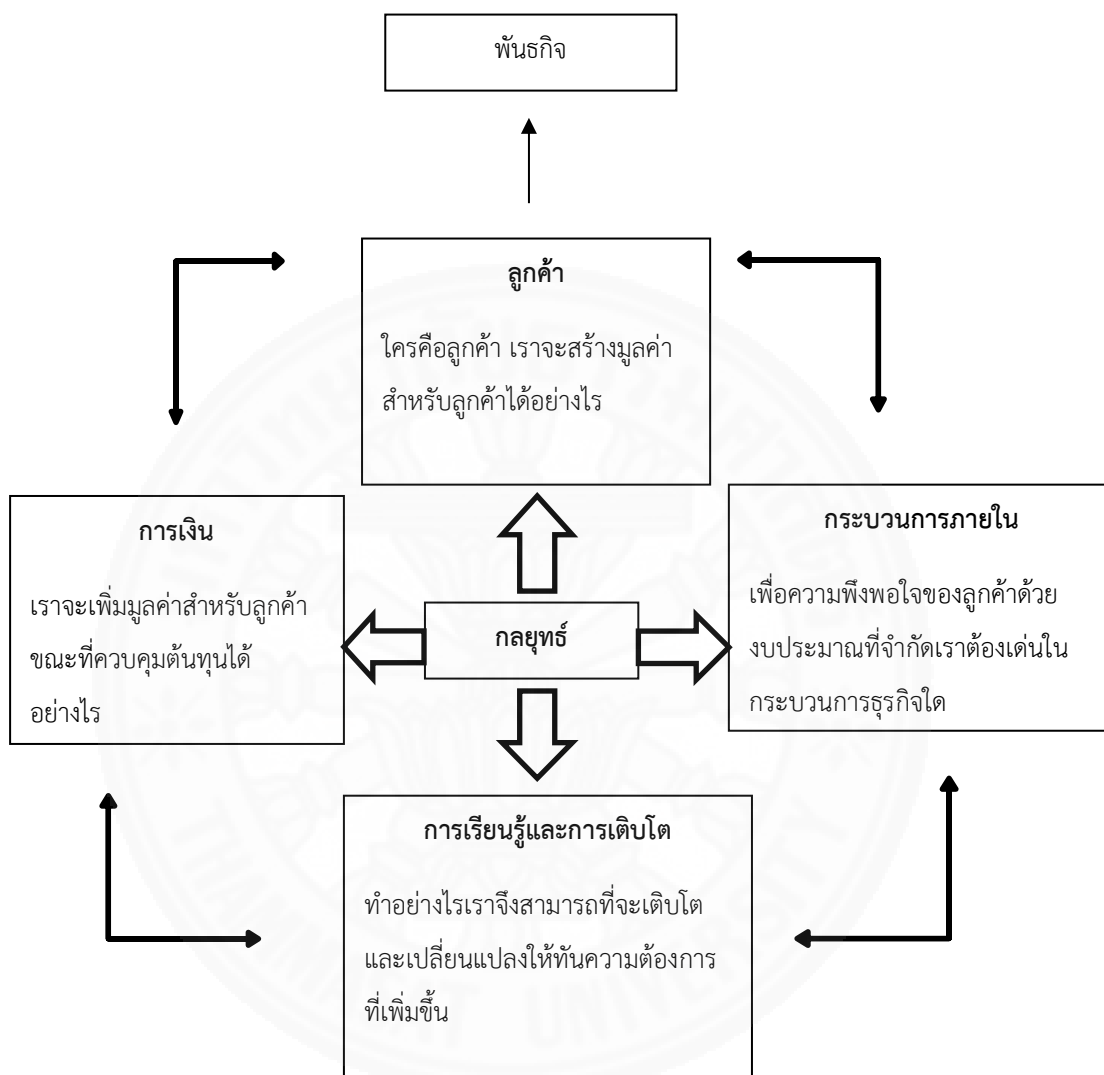 พันธกิจ
ลูกค้า
ใครคือลูกค้า เราจะสร้างมูลค่า
สำหรับลูกค้าได้อย่างไร
การเงิน
เราจะเพิ่มมูลค่าสำหรับลูกค้า
ขณะที่ควบคุมต้นทุนได้
อย่างไร
กลยุทธ์
กระบวนการภายใน
เพื่อความพึงพอใจของลูกค้าด้วย
งบประมาณที่จำกัดเราต้องเด่นใน
กระบวนการธุรกิจใด
การเรียนรู้และการเติบโต
ทำอย่างไรเราจึงสามารถที่จะเติบโต
และเปลี่ยนแปลงให้ทันความต้องการ
ที่เพิ่มขึ้น
THAMMASAT UNIVERSITY